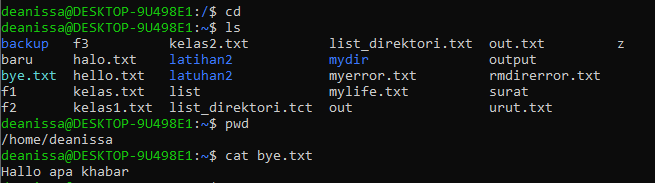 deanissa@DESKTOP-9U498E1:/$ cd
deanissa@DESKTOP-9U498E1:~$ ls
backup   f3         kelas2.txt          list_direktori.txt  out.txt         z
baru     halo.txt   latihan2            mydir               output
bye.txt  hello.txt  latuhan2            myerror.txt         rmdirerror.txt
f1       kelas.txt  list                mylife.txt          surat
f2       kelas1.txt list_direktori.tct  out                 urut.txt
deanissa@DESKTOP-9U498E1:~$ pwd
/home/deanissa
deanissa@DESKTOP-9U498E1:~$ cat bye.txt
Hallo apa khabar